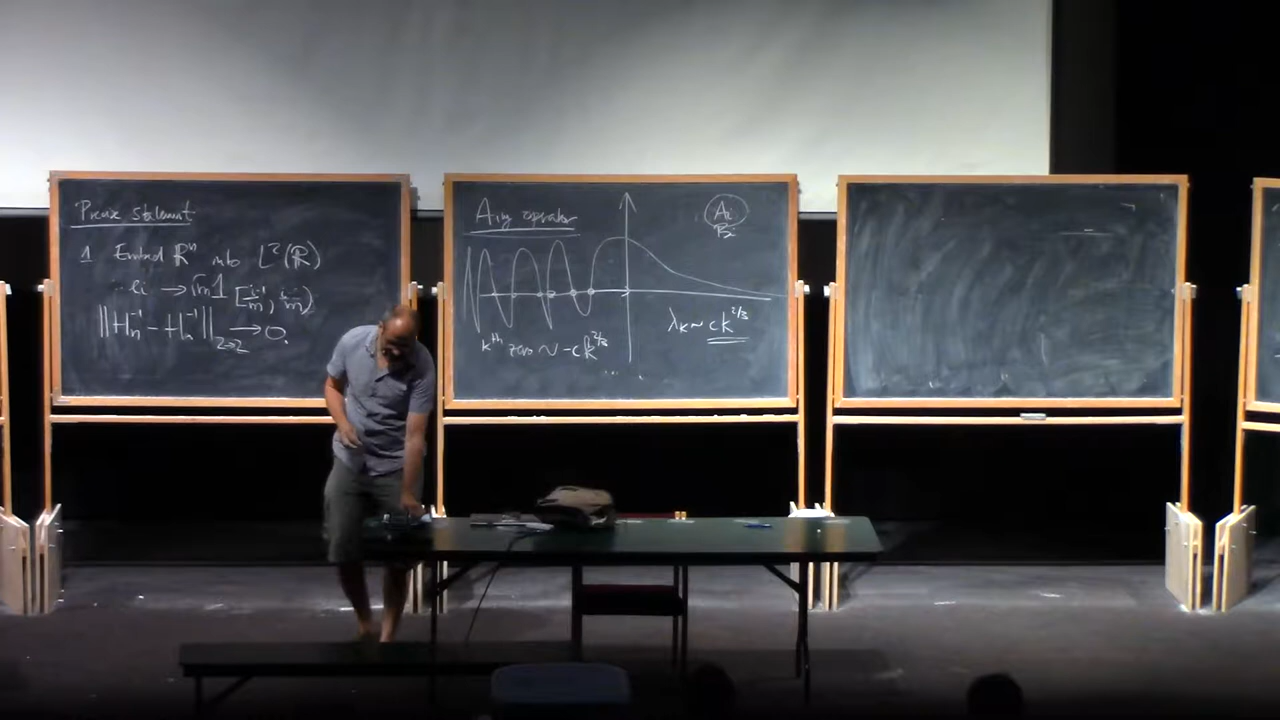 Precise statement
1 Embed ℝⁿ into L²(ℝ)
eᵢ → √m 1 [i-1/m, i/m)
||H̃ₙ⁻¹ - Hₙ⁻¹||₂→₂ → 0.
Airy operator
Ai
Bi
λₖ ~ ck^{2/3}
kᵗʰ zero ~ -ck^{2/3}